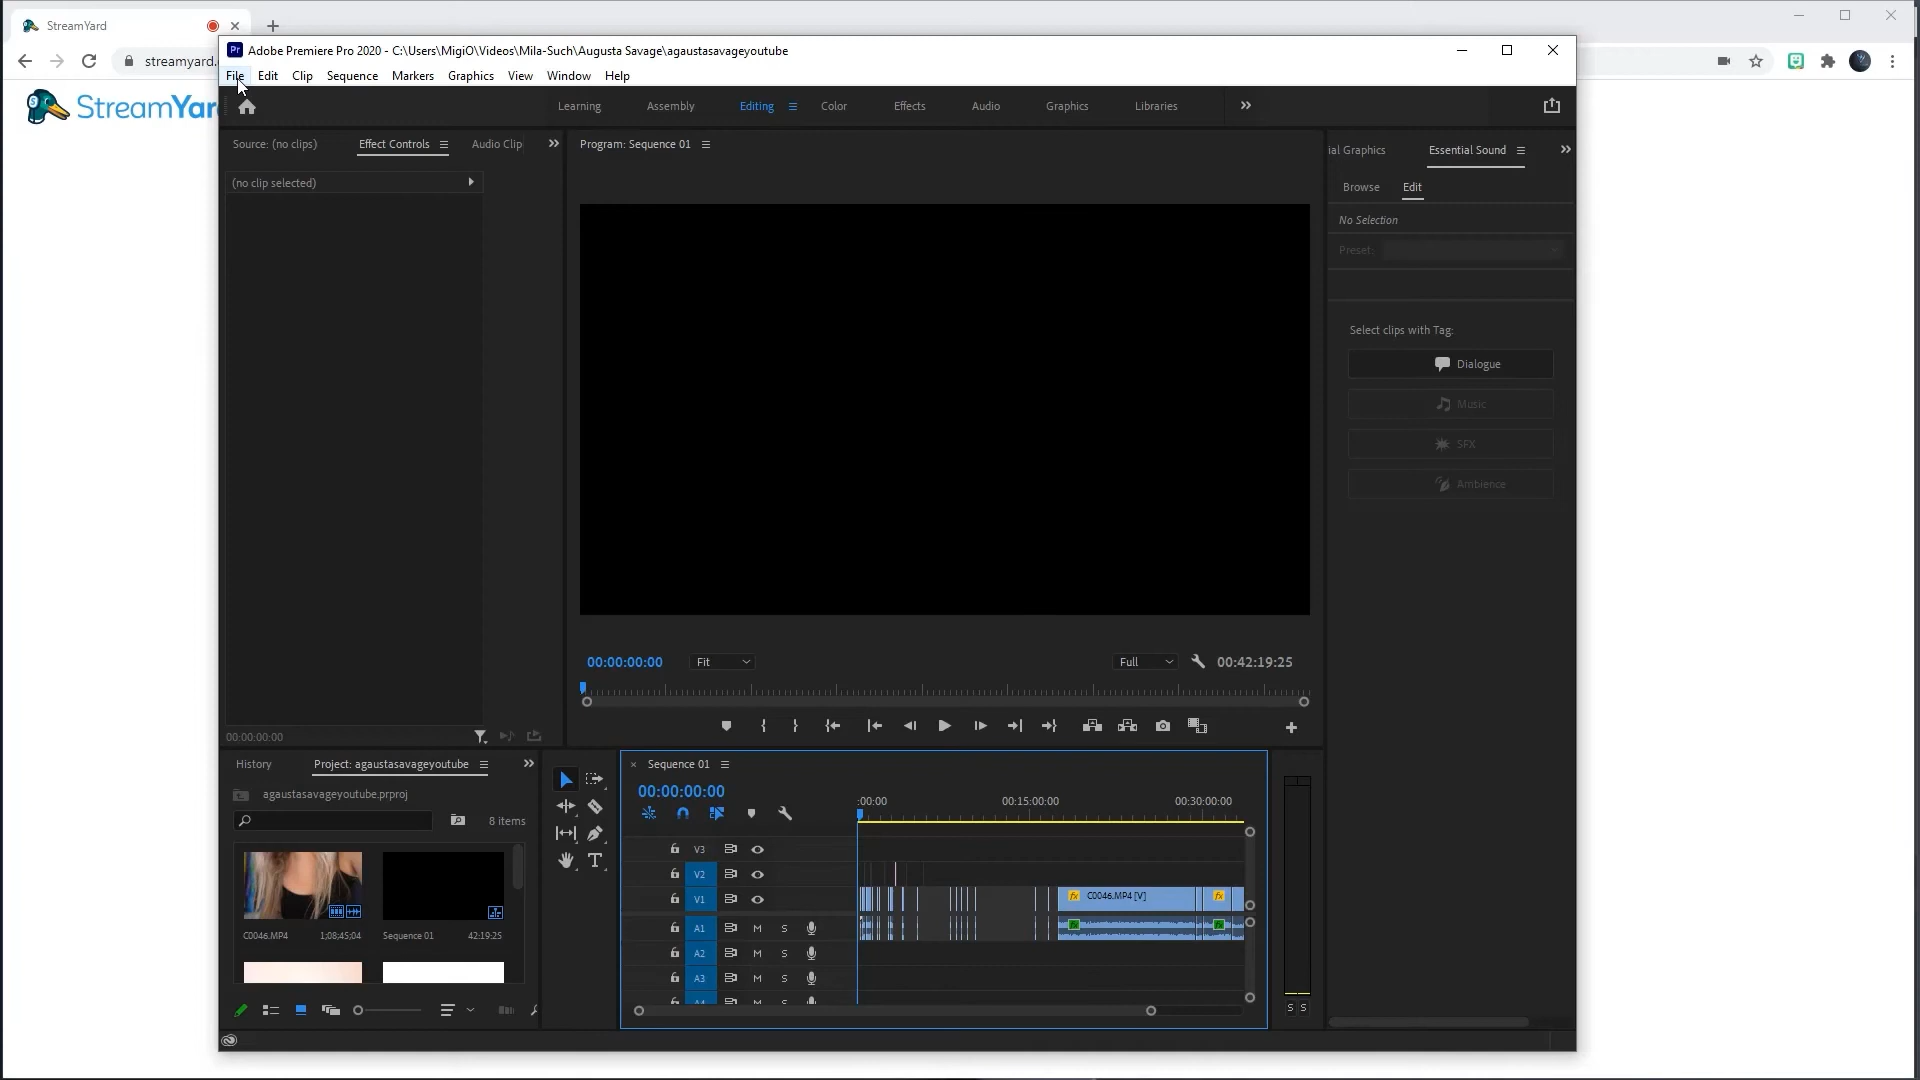 StreamYard
streamyard.
Adobe Premiere Pro 2020 - C:\Users\MigiO\Videos\Mila-Such\Augusta Savage\agaustasavageyoutube
File Edit Clip Sequence Markers Graphics View Window Help
StreamYar
Learning Assembly Editing Color Effects Audio Graphics Libraries
Source: (no clips) Effect Controls Audio Clip
Program: Sequence 01
ial Graphics Essential Sound
(no clip selected)
Browse Edit
No Selection
Preset:
Select clips with Tag:
Dialogue
Music
SFX
Ambience
00:00:00:00 Fit Full 00:42:19:25
00:00:00:00
History Project: agaustasavageyoutube
agaustasavageyoutube.prproj
8 items
C0046.MP4 1;08;45;04
Sequence 01 42:19:25
Sequence 01
00:00:00:00
:00:00 00:15:00:00 00:30:00:00
V3
V2
V1 C0046.MP4 [V]
A1 M S
A2 M S
A3 M S
A4 M S
S S